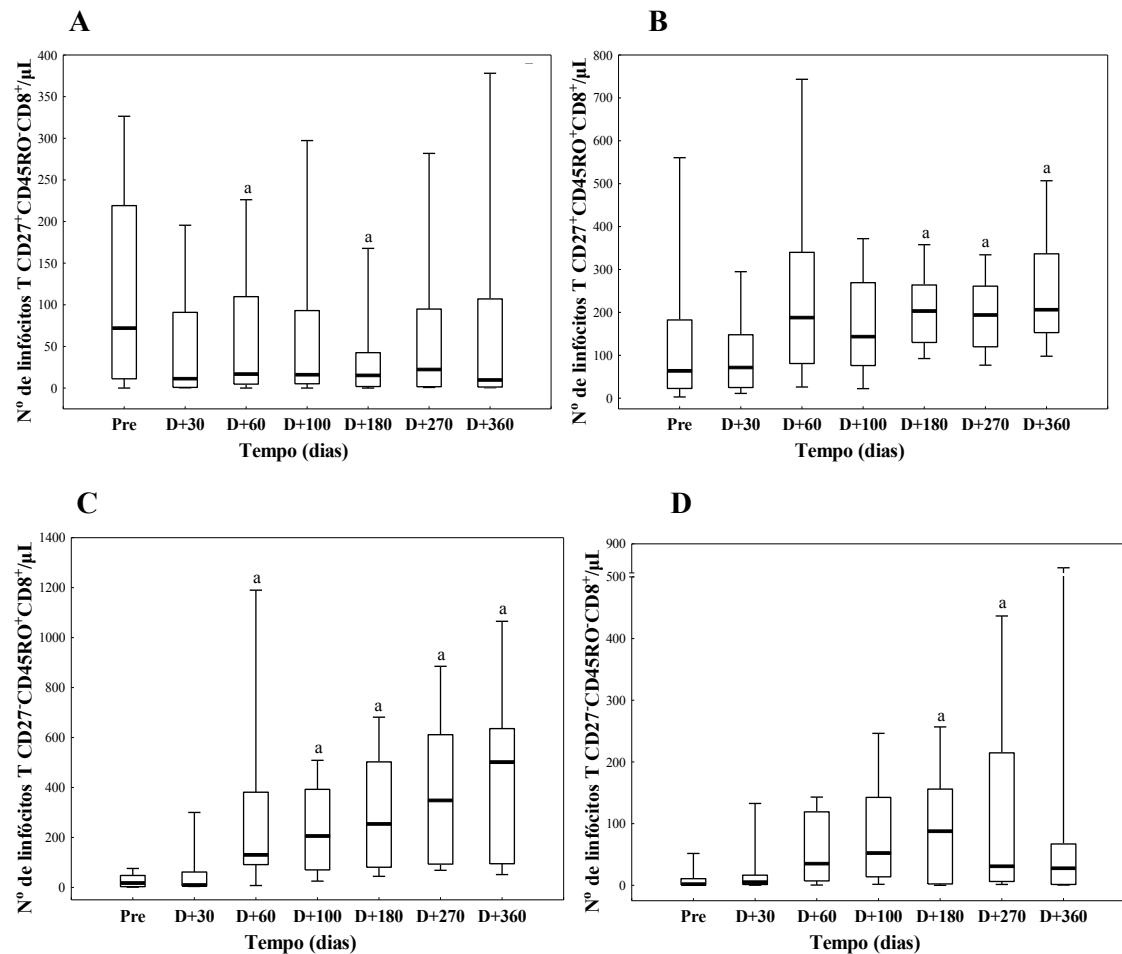 A
Nº de linfócitos T CD27⁺CD45RO⁻CD8⁺/µL
400
350
300
250
200
150
100
50
0
a
a
Pre D+30 D+60 D+100 D+180 D+270 D+360
Tempo (dias)
B
Nº de linfócitos T CD27⁺CD45RO⁺CD8⁺/µL
800
700
600
500
400
300
200
100
0
a
a
a
Pre D+30 D+60 D+100 D+180 D+270 D+360
Tempo (dias)
C
Nº de linfócitos T CD27⁻CD45RO⁺CD8⁺/µL
1400
1200
1000
800
600
400
200
0
a
a
a
a
a
Pre D+30 D+60 D+100 D+180 D+270 D+360
Tempo (dias)
D
Nº de linfócitos T CD27⁻CD45RO⁻CD8⁺/µL
900
500
400
300
200
100
0
a
a
Pre D+30 D+60 D+100 D+180 D+270 D+360
Tempo (dias)